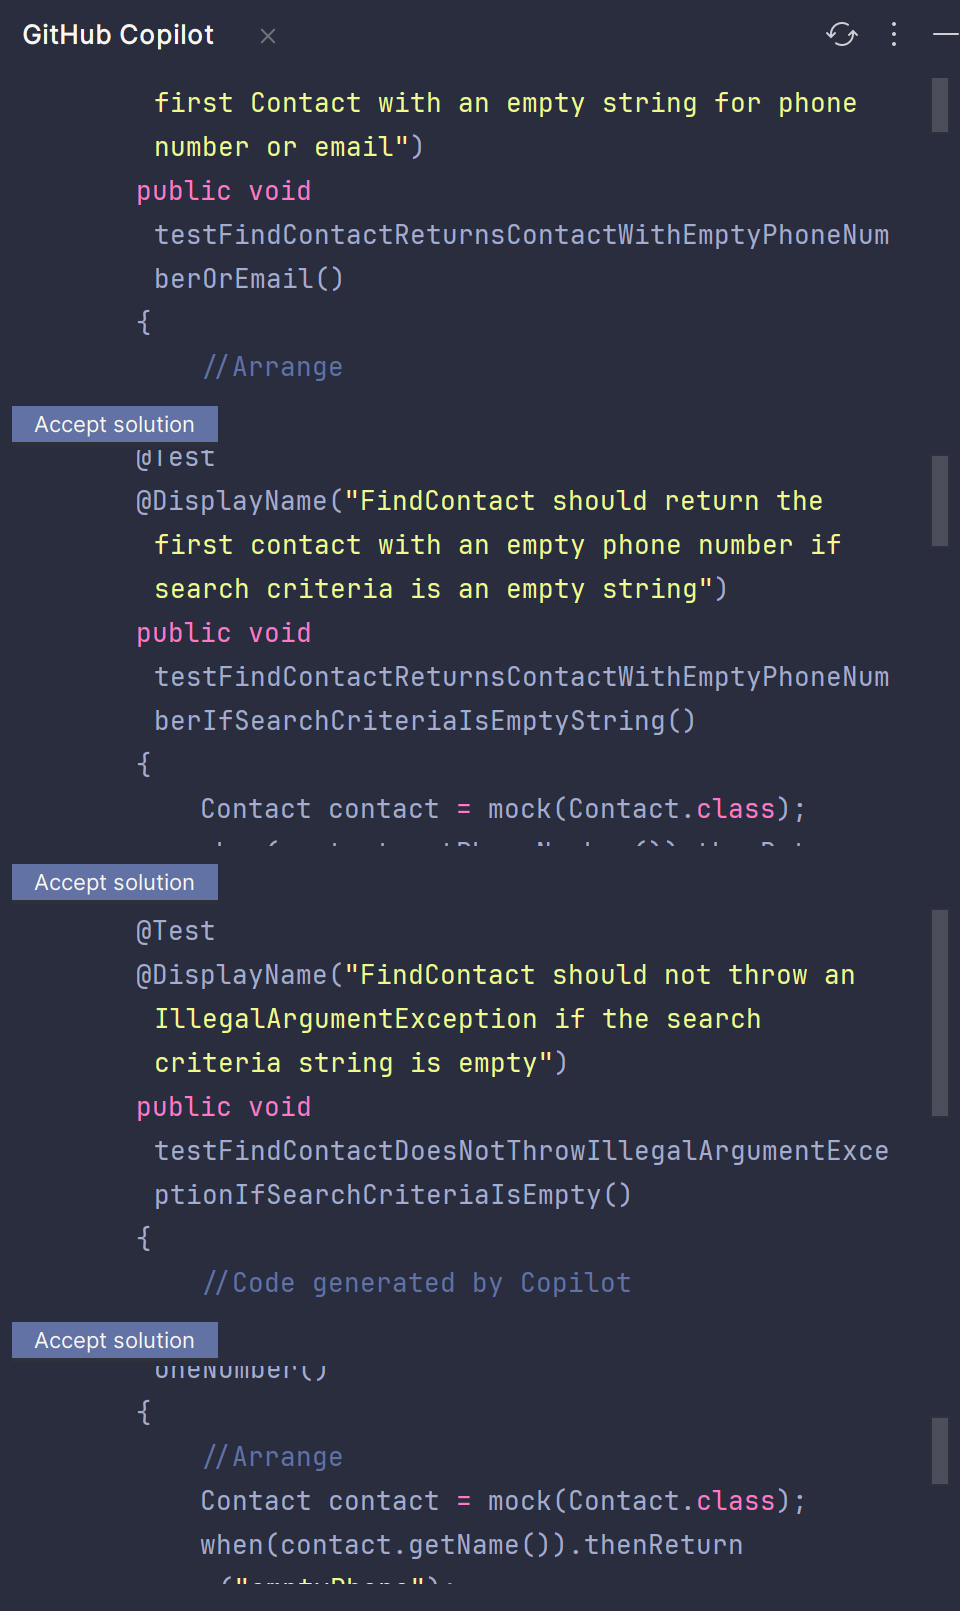 GitHub Copilot
first Contact with an empty string for phone
number or email")
public void
testFindContactReturnsContactWithEmptyPhoneNum
berOrEmail()
{
//Arrange
Accept solution
@Test
@DisplayName("FindContact should return the
first contact with an empty phone number if
search criteria is an empty string")
public void
testFindContactReturnsContactWithEmptyPhoneNum
berIfSearchCriteriaIsEmptyString()
{
Contact contact = mock(Contact.class);
Accept solution
@Test
@DisplayName("FindContact should not throw an
IllegalArgumentException if the search
criteria string is empty")
public void
testFindContactDoesNotThrowIllegalArgumentExce
ptionIfSearchCriteriaIsEmpty()
{
//Code generated by Copilot
Accept solution
oneNumber()
{
//Arrange
Contact contact = mock(Contact.class);
when(contact.getName()).thenReturn
("emptyPhone");